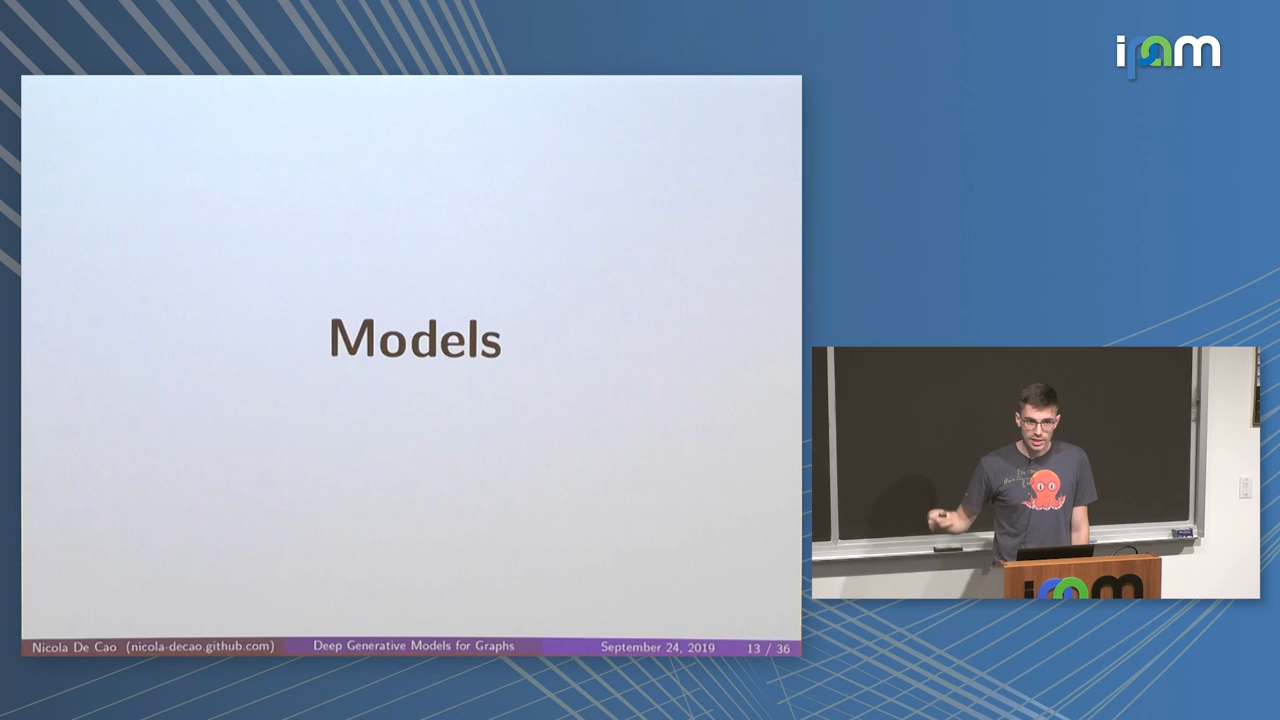 ipam
Models
Nicola De Cao (nicola-decao.github.com)
Deep Generative Models for Graphs
September 24, 2019
13 / 36
ipam